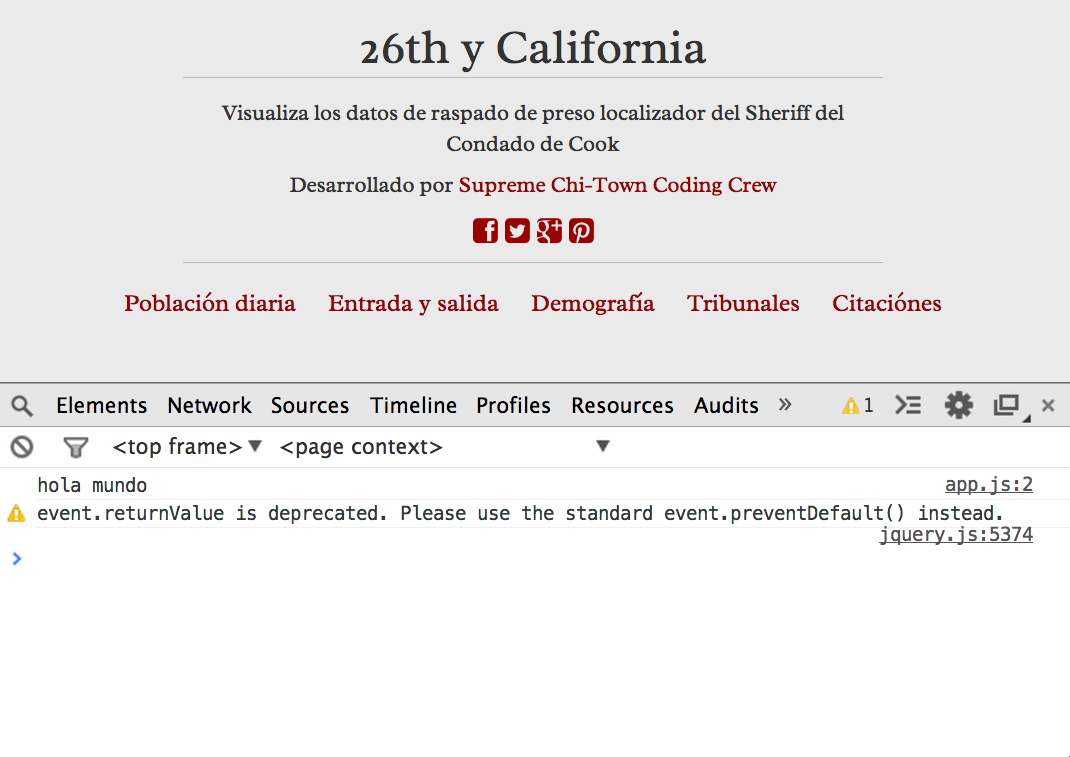 26th y California
Visualiza los datos de raspado de preso localizador del Sheriff del
Condado de Cook
Desarrollado por Supreme Chi-Town Coding Crew
Población diaria Entrada y salida Demografía Tribunales Citaciónes
Elements Network Sources Timeline Profiles Resources Audits » 1
<top frame> <page context>
hola mundo app.js:2
event.returnValue is deprecated. Please use the standard event.preventDefault() instead.
jquery.js:5374